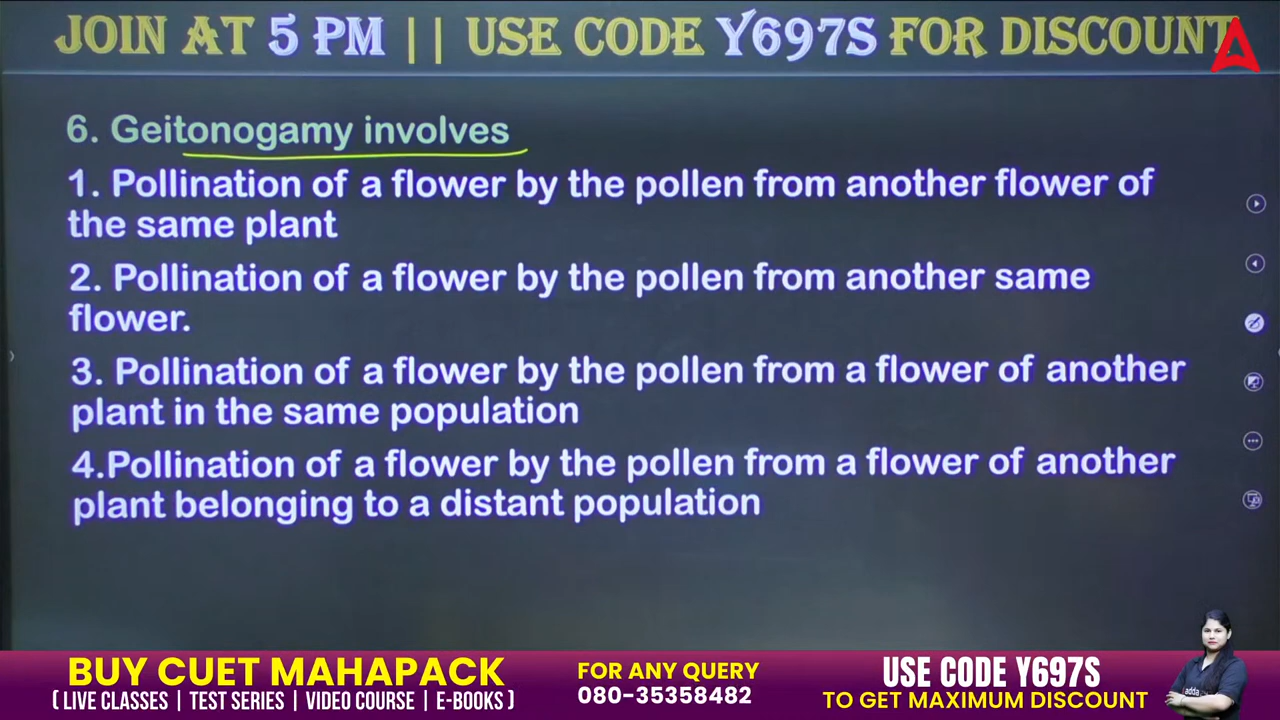 JOIN AT 5 PM || USE CODE Y697S FOR DISCOUNT
6. Geitonogamy involves
1. Pollination of a flower by the pollen from another flower of
the same plant
2. Pollination of a flower by the pollen from another same
flower.
3. Pollination of a flower by the pollen from a flower of another
plant in the same population
4.Pollination of a flower by the pollen from a flower of another
plant belonging to a distant population
BUY CUET MAHAPACK
( LIVE CLASSES | TEST SERIES | VIDEO COURSE | E-BOOKS )
FOR ANY QUERY
080-35358482
USE CODE Y697S
TO GET MAXIMUM DISCOUNT
adda